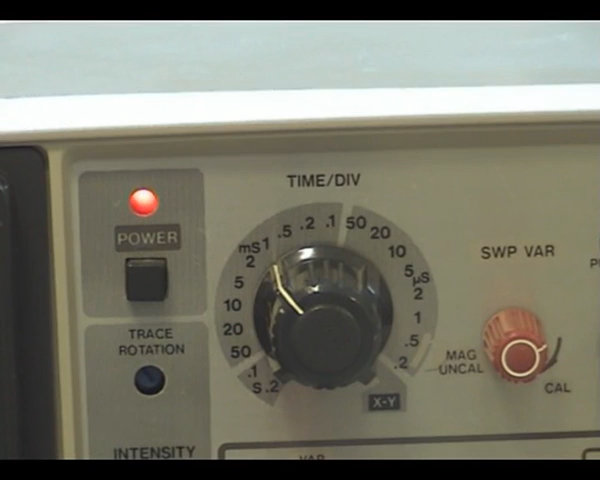 TIME/DIV
POWER
mS
.1
.2
.5
1
2
5
10
20
50
.1
.2
S
50
20
10
5
µS
2
1
.5
.2
X-Y
SWP VAR
MAG
UNCAL
CAL
TRACE
ROTATION
INTENSITY
VAR